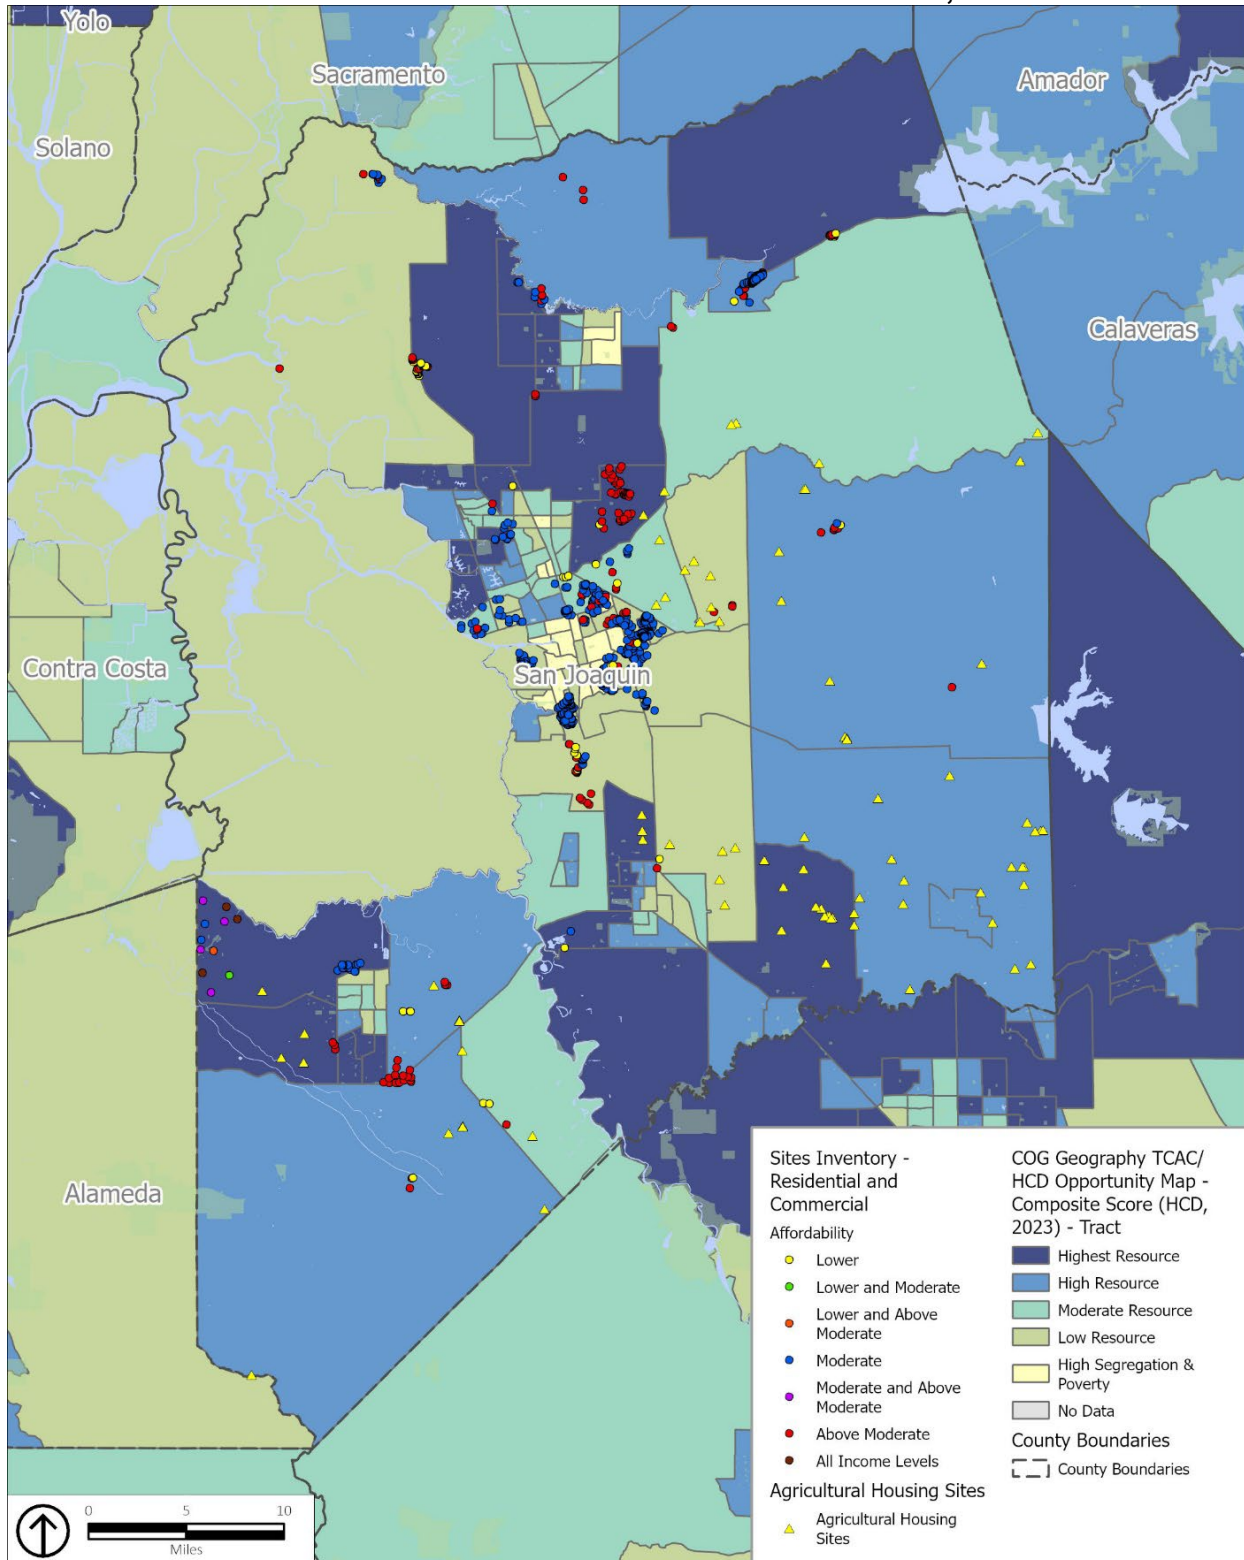 Yolo
Sacramento
Amador
Solano
Calaveras
Contra Costa
San Joaquin
Alameda
Sites Inventory -
Residential and
Commercial
Affordability
Lower
Lower and Moderate
Lower and Above
Moderate
Moderate
Moderate and Above
Moderate
Above Moderate
All Income Levels
Agricultural Housing Sites
Agricultural Housing
Sites
COG Geography TCAC/
HCD Opportunity Map -
Composite Score (HCD,
2023) - Tract
Highest Resource
High Resource
Moderate Resource
Low Resource
High Segregation &
Poverty
No Data
County Boundaries
County Boundaries
0 5 10
Miles